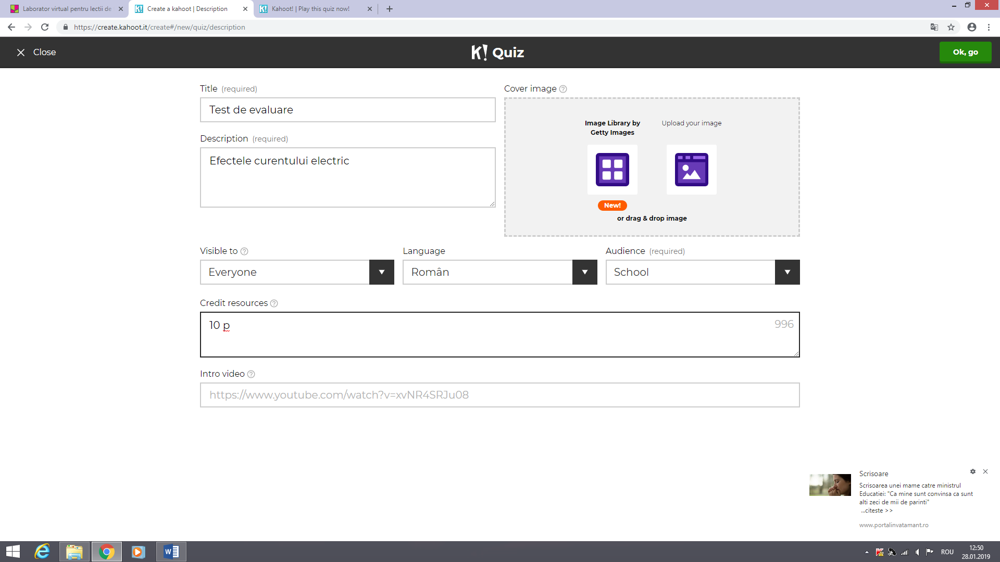 Laborator virtual pentru lectii de
Create a kahoot | Description
Kahoot! | Play this quiz now!
https://create.kahoot.it/create#/new/quiz/description
Close
K! Quiz
Ok, go
Title (required)
Test de evaluare
Description (required)
Efectele curentului electric
Cover image
Image Library by
Getty Images
Upload your image
New!
or drag & drop image
Visible to
Everyone
Language
Român
Audience (required)
School
Credit resources
10 p
996
Intro video
https://www.youtube.com/watch?v=xvNR4SRJu08
Scrisoare
Scrisoarea unei mame catre ministrul
Educatiei: "Ca mine sunt convinsa ca sunt
alti zeci de mii de parinti"
...citeste >>
www.portalinvatamant.ro
ROU
12:50
28.01.2019